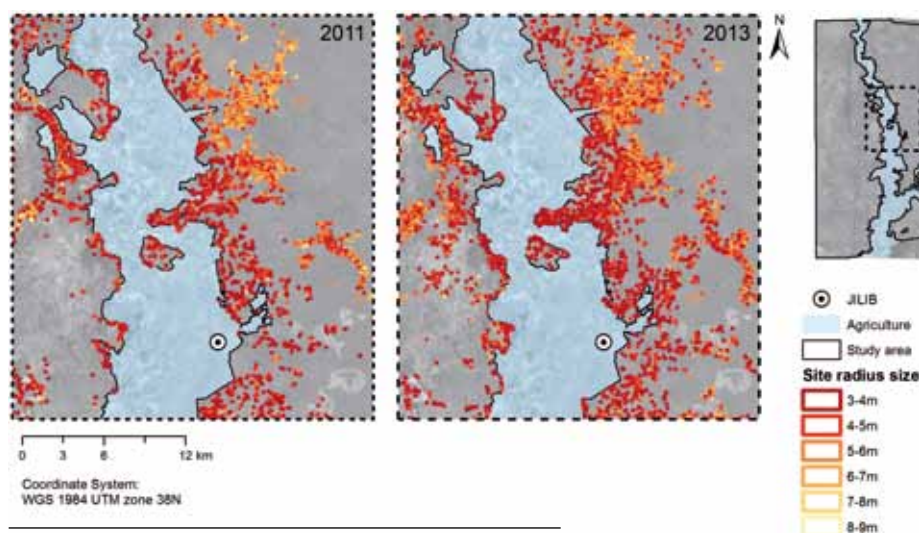 2011
2013
N
JILIB
Agriculture
Study area
Site radius size
3-4m
4-5m
5-6m
6-7m
7-8m
8-9m
0 3 6 12 km
Coordinate System:
WGS 1984 UTM zone 38N